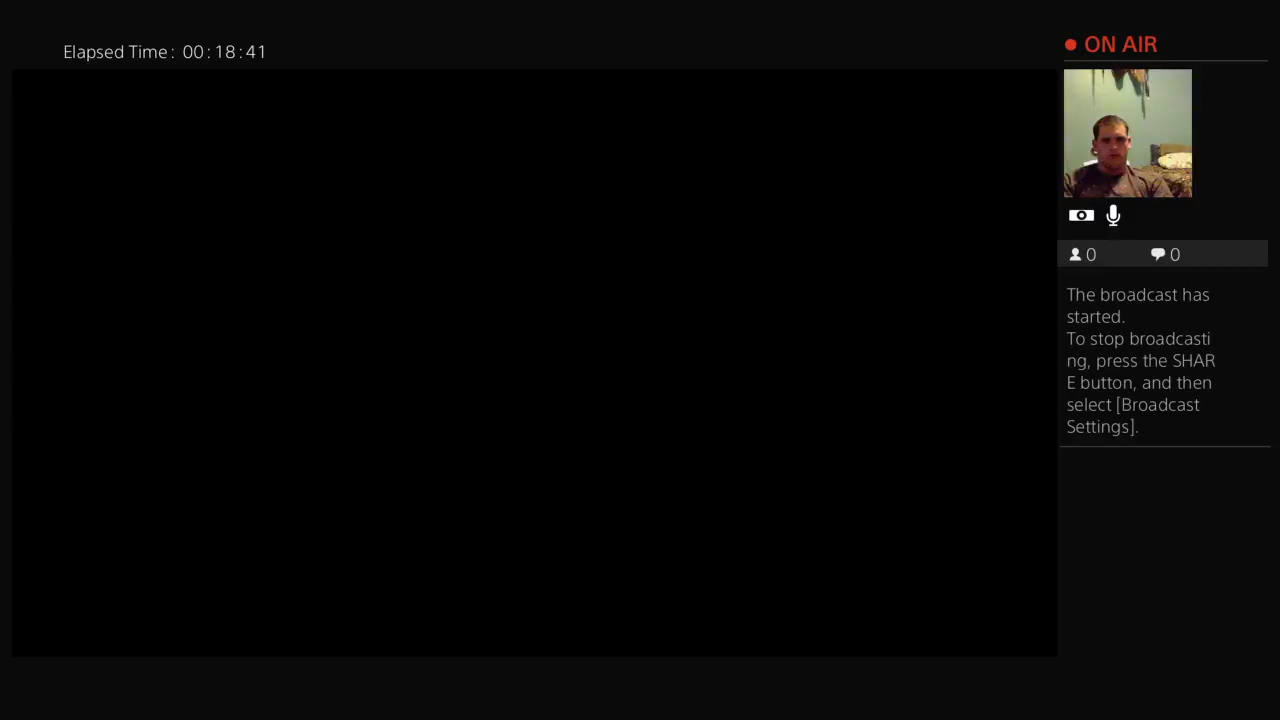 Elapsed Time: 00:18:41
ON AIR
0 0
The broadcast has
started.
To stop broadcasti
ng, press the SHAR
E button, and then
select [Broadcast
Settings].